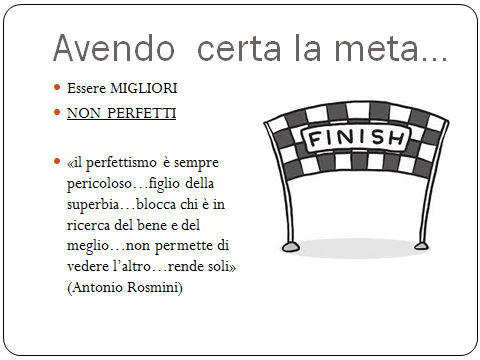 Avendo certa la meta...
• Essere MIGLIORI
• NON PERFETTI
• «il perfettismo è sempre
pericoloso...figlio della
superbia...blocca chi è in
ricerca del bene e del
meglio...non permette di
vedere l'altro...rende soli»
(Antonio Rosmini)
FINISH